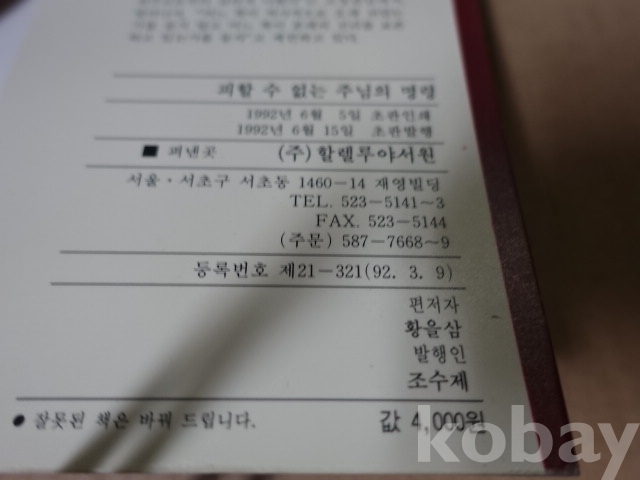 피할 수 없는 주님의 명령
1992년 6월 5일 초판인쇄
1992년 6월 15일 초판발행
■ 펴낸곳 (주)할렐루야서원
서울·서초구 서초동 1460-14 재영빌딩
TEL. 523-5141~3
FAX. 523-5144
(주문) 587-7668~9
등록번호 제21-321(92. 3. 9)
편저자
황을삼
발행인
조수제
● 잘못된 책은 바꿔 드립니다. 값 4,000원
kobay